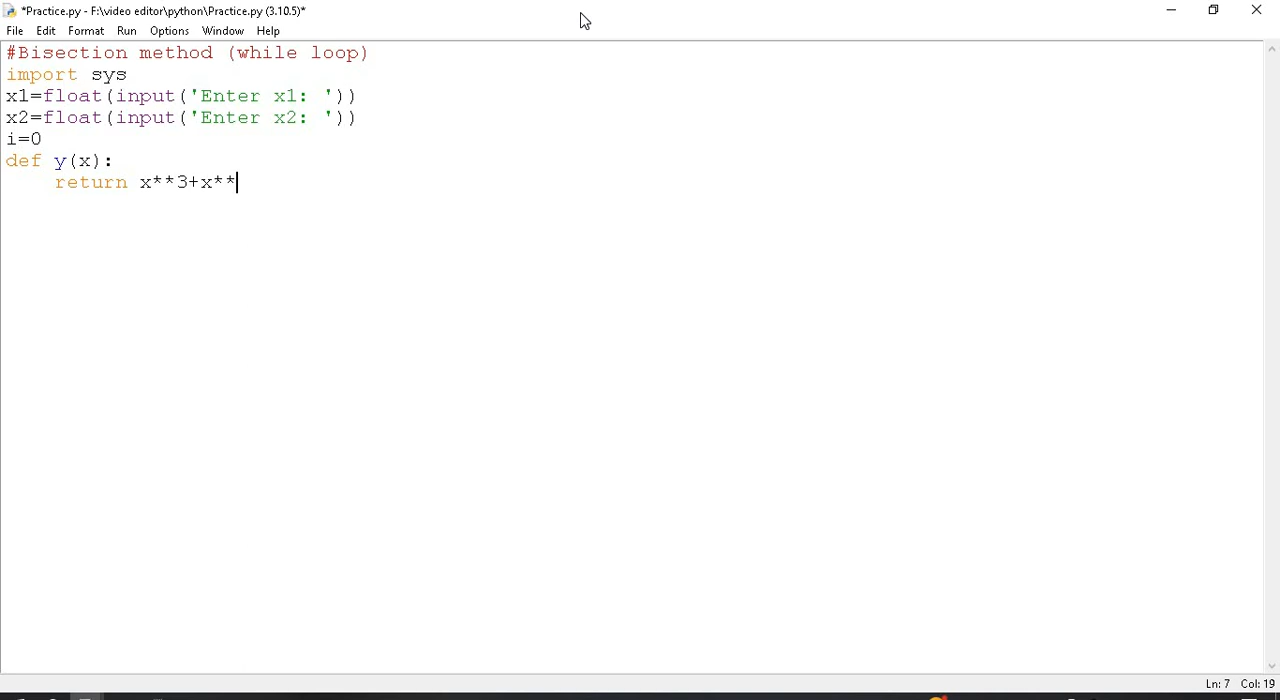 *Practice.py - F:\video editor\python\Practice.py (3.10.5)*
File Edit Format Run Options Window Help
#Bisection method (while loop)
import sys
x1=float(input('Enter x1: '))
x2=float(input('Enter x2: '))
i=0
def y(x):
    return x**3+x**
Ln: 7 Col: 19